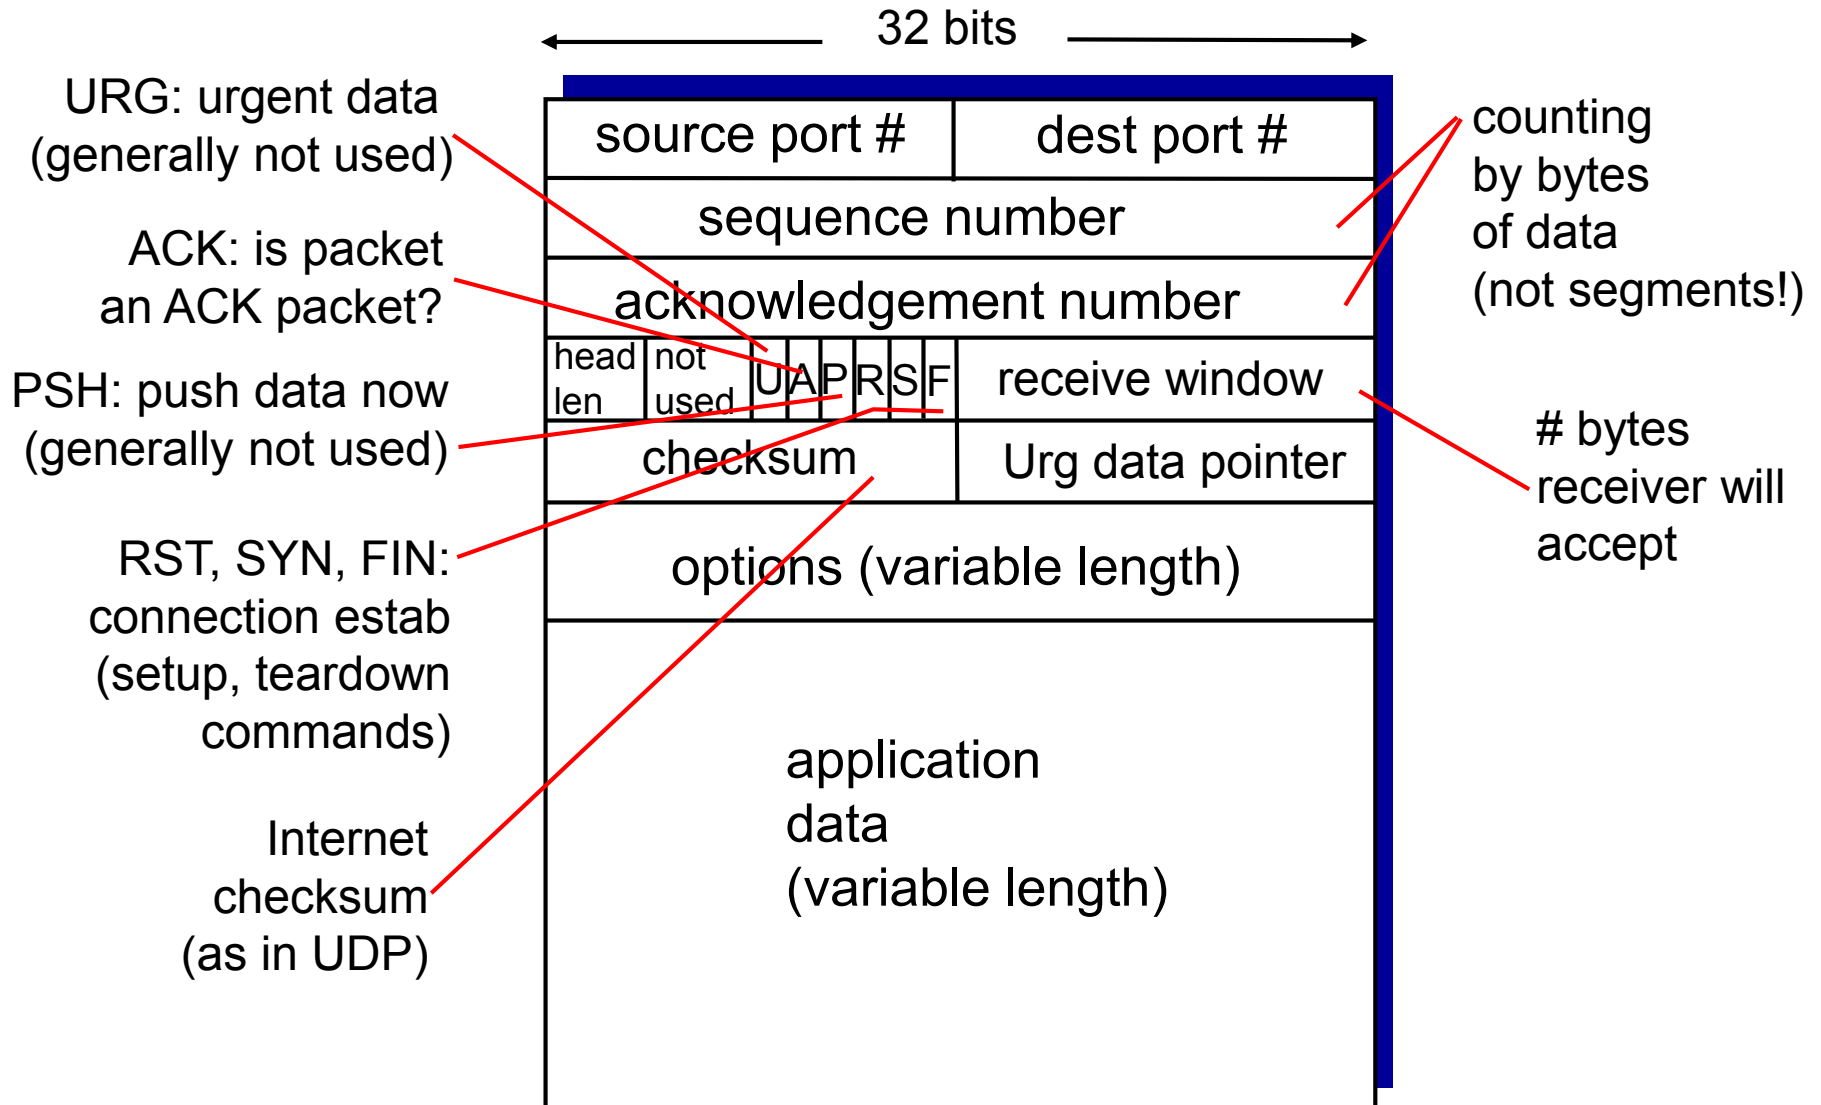 32 bits
URG: urgent data
(generally not used)
ACK: is packet
an ACK packet?
PSH: push data now
(generally not used)
RST, SYN, FIN:
connection estab
(setup, teardown
commands)
Internet
checksum
(as in UDP)
source port #
dest port #
sequence number
acknowledgement number
head
len
not
used
U A P R S F
receive window
checksum
Urg data pointer
options (variable length)
application
data
(variable length)
counting
by bytes
of data
(not segments!)
# bytes
receiver will
accept